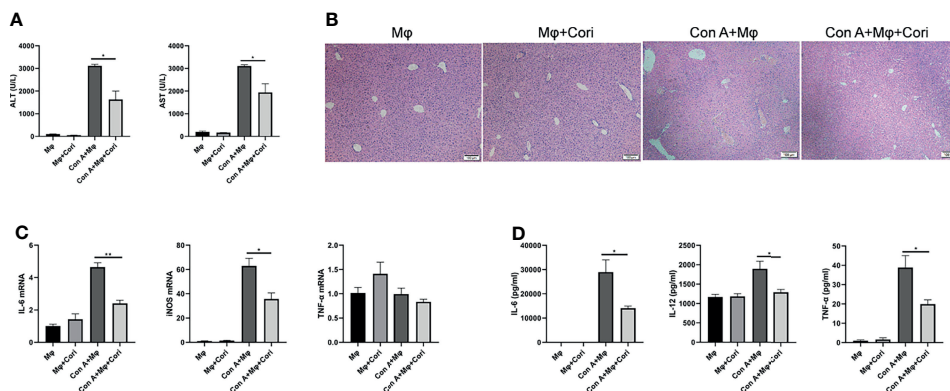 A
ALT (U/L)
4000
3000
2000
1000
0
Mφ
Mφ+Cori
Con A+Mφ
Con A+Mφ+Cori
*
AST (U/L)
4000
3000
2000
1000
0
Mφ
Mφ+Cori
Con A+Mφ
Con A+Mφ+Cori
*
B
Mφ
Mφ+Cori
Con A+Mφ
Con A+Mφ+Cori
C
IL-6 mRNA
6
4
2
0
Mφ
Mφ+Cori
Con A+Mφ
Con A+Mφ+Cori
**
iNOS mRNA
80
60
40
20
0
Mφ
Mφ+Cori
Con A+Mφ
Con A+Mφ+Cori
*
TNF-α mRNA
2.0
1.5
1.0
0.5
0.0
Mφ
Mφ+Cori
Con A+Mφ
Con A+Mφ+Cori
D
IL-6 (pg/ml)
40000
30000
20000
10000
0
Mφ
Mφ+Cori
Con A+Mφ
Con A+Mφ+Cori
*
IL-12 (pg/ml)
2500
2000
1500
1000
500
0
Mφ
Mφ+Cori
Con A+Mφ
Con A+Mφ+Cori
*
TNF-α (pg/ml)
50
40
30
20
10
0
Mφ
Mφ+Cori
Con A+Mφ
Con A+Mφ+Cori
*